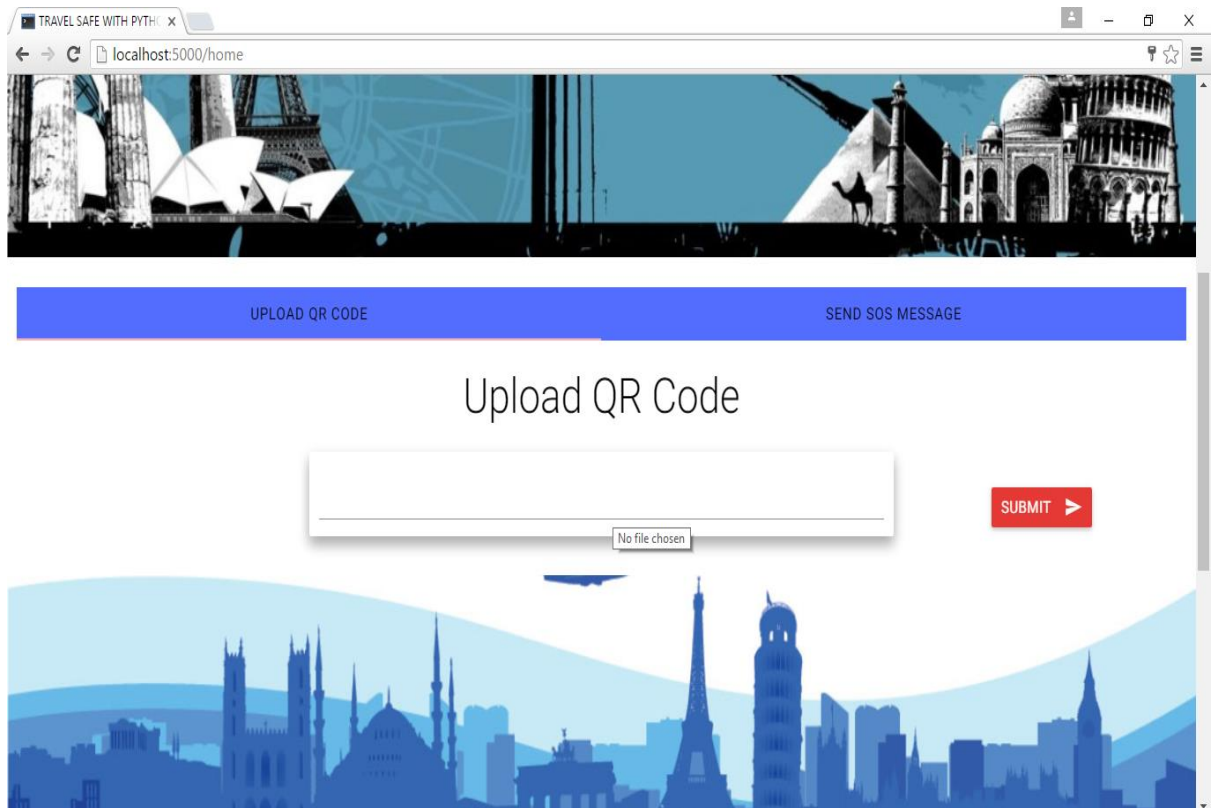 TRAVEL SAFE WITH PYTH
localhost:5000/home
UPLOAD QR CODE
SEND SOS MESSAGE
Upload QR Code
SUBMIT
No file chosen